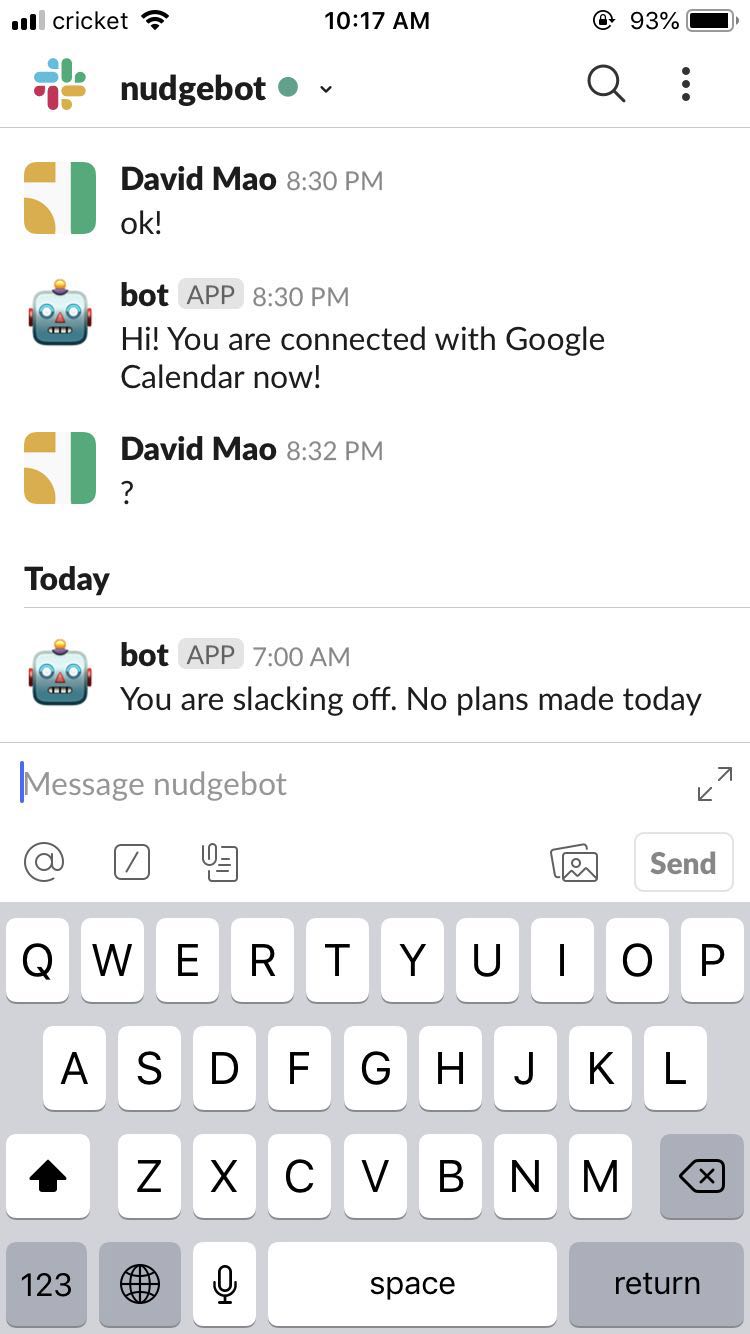 cricket 10:17 AM 93%
nudgebot
David Mao 8:30 PM
ok!
bot APP 8:30 PM
Hi! You are connected with Google
Calendar now!
David Mao 8:32 PM
?
Today
bot APP 7:00 AM
You are slacking off. No plans made today
Message nudgebot
@ / Send
Q W E R T Y U I O P
A S D F G H J K L
Z X C V B N M
123 space return